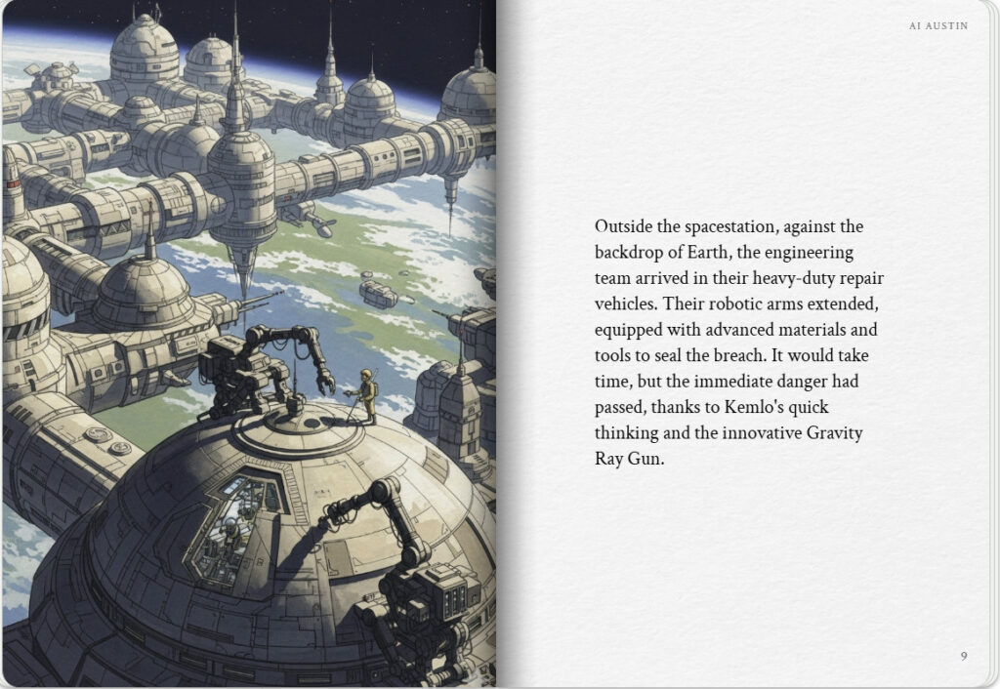 AI AUSTIN
Outside the spacestation, against the
backdrop of Earth, the engineering
team arrived in their heavy-duty repair
vehicles. Their robotic arms extended,
equipped with advanced materials and
tools to seal the breach. It would take
time, but the immediate danger had
passed, thanks to Kemlo's quick
thinking and the innovative Gravity
Ray Gun.
9